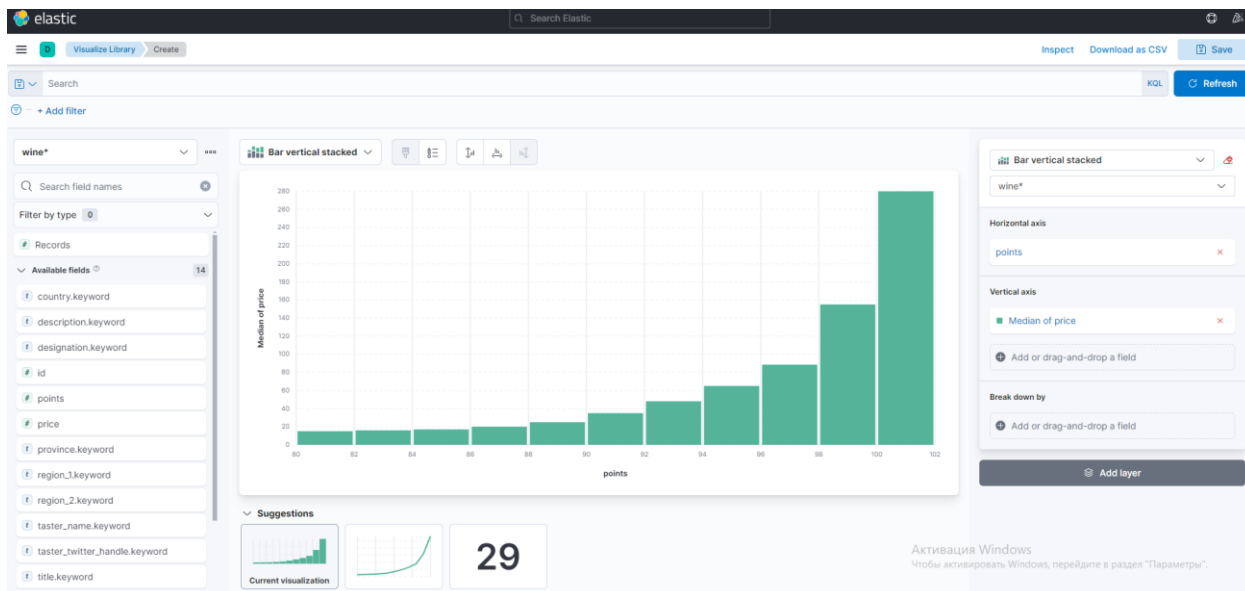 elastic
Search Elastic
D
Visualize Library
Create
Inspect
Download as CSV
Save
Search
KQL
Refresh
+ Add filter
wine*
Search field names
Filter by type 0
# Records
Available fields 14
t country.keyword
t description.keyword
t designation.keyword
# id
# points
# price
t province.keyword
t region_1.keyword
t region_2.keyword
t taster_name.keyword
t taster_twitter_handle.keyword
t title.keyword
Bar vertical stacked
Median of price
280
260
240
220
200
180
160
140
120
100
80
60
40
20
0
80 82 84 86 88 90 92 94 96 98 100 102
points
Suggestions
Current visualization
29
Bar vertical stacked
wine*
Horizontal axis
points
Vertical axis
Median of price
Add or drag-and-drop a field
Break down by
Add or drag-and-drop a field
Add layer
Активация Windows
Чтобы активировать Windows, перейдите в раздел "Параметры".